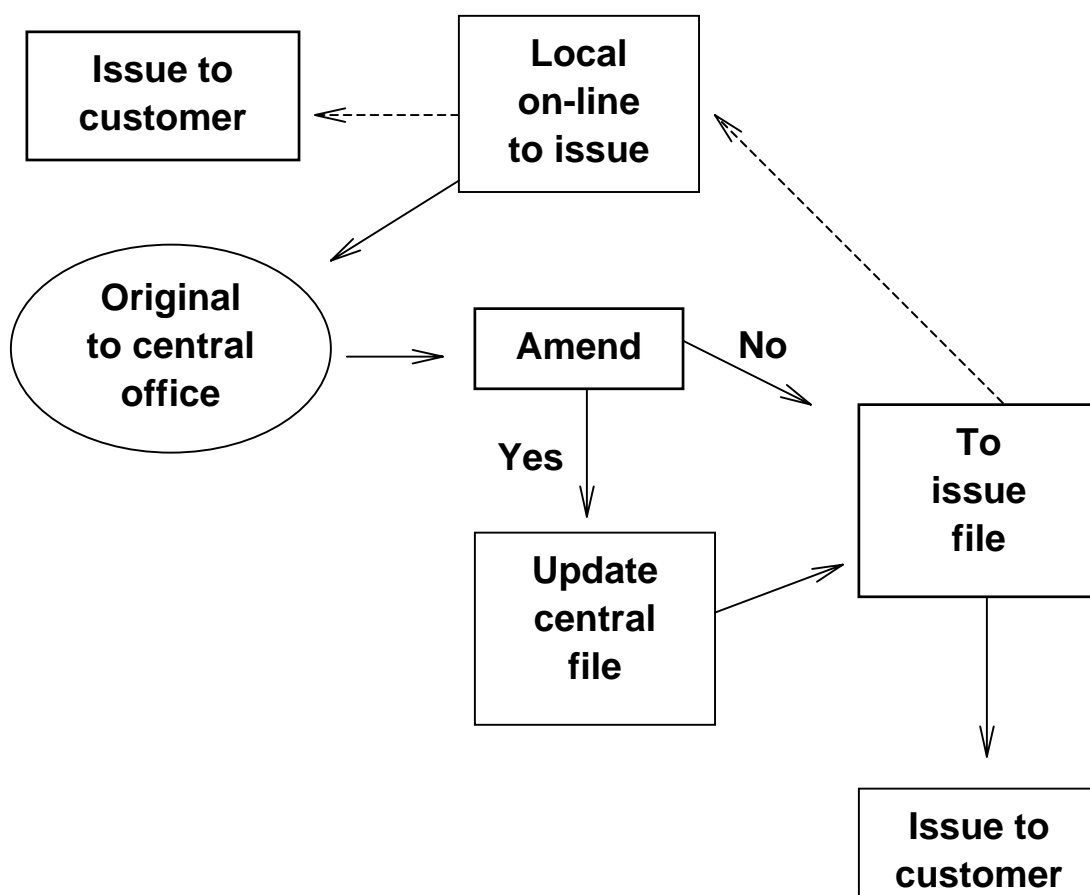 Issue to
customer
Local
on-line
to issue
Original
to central
office
Amend
No
Yes
To
issue
file
Update
central
file
Issue to
customer